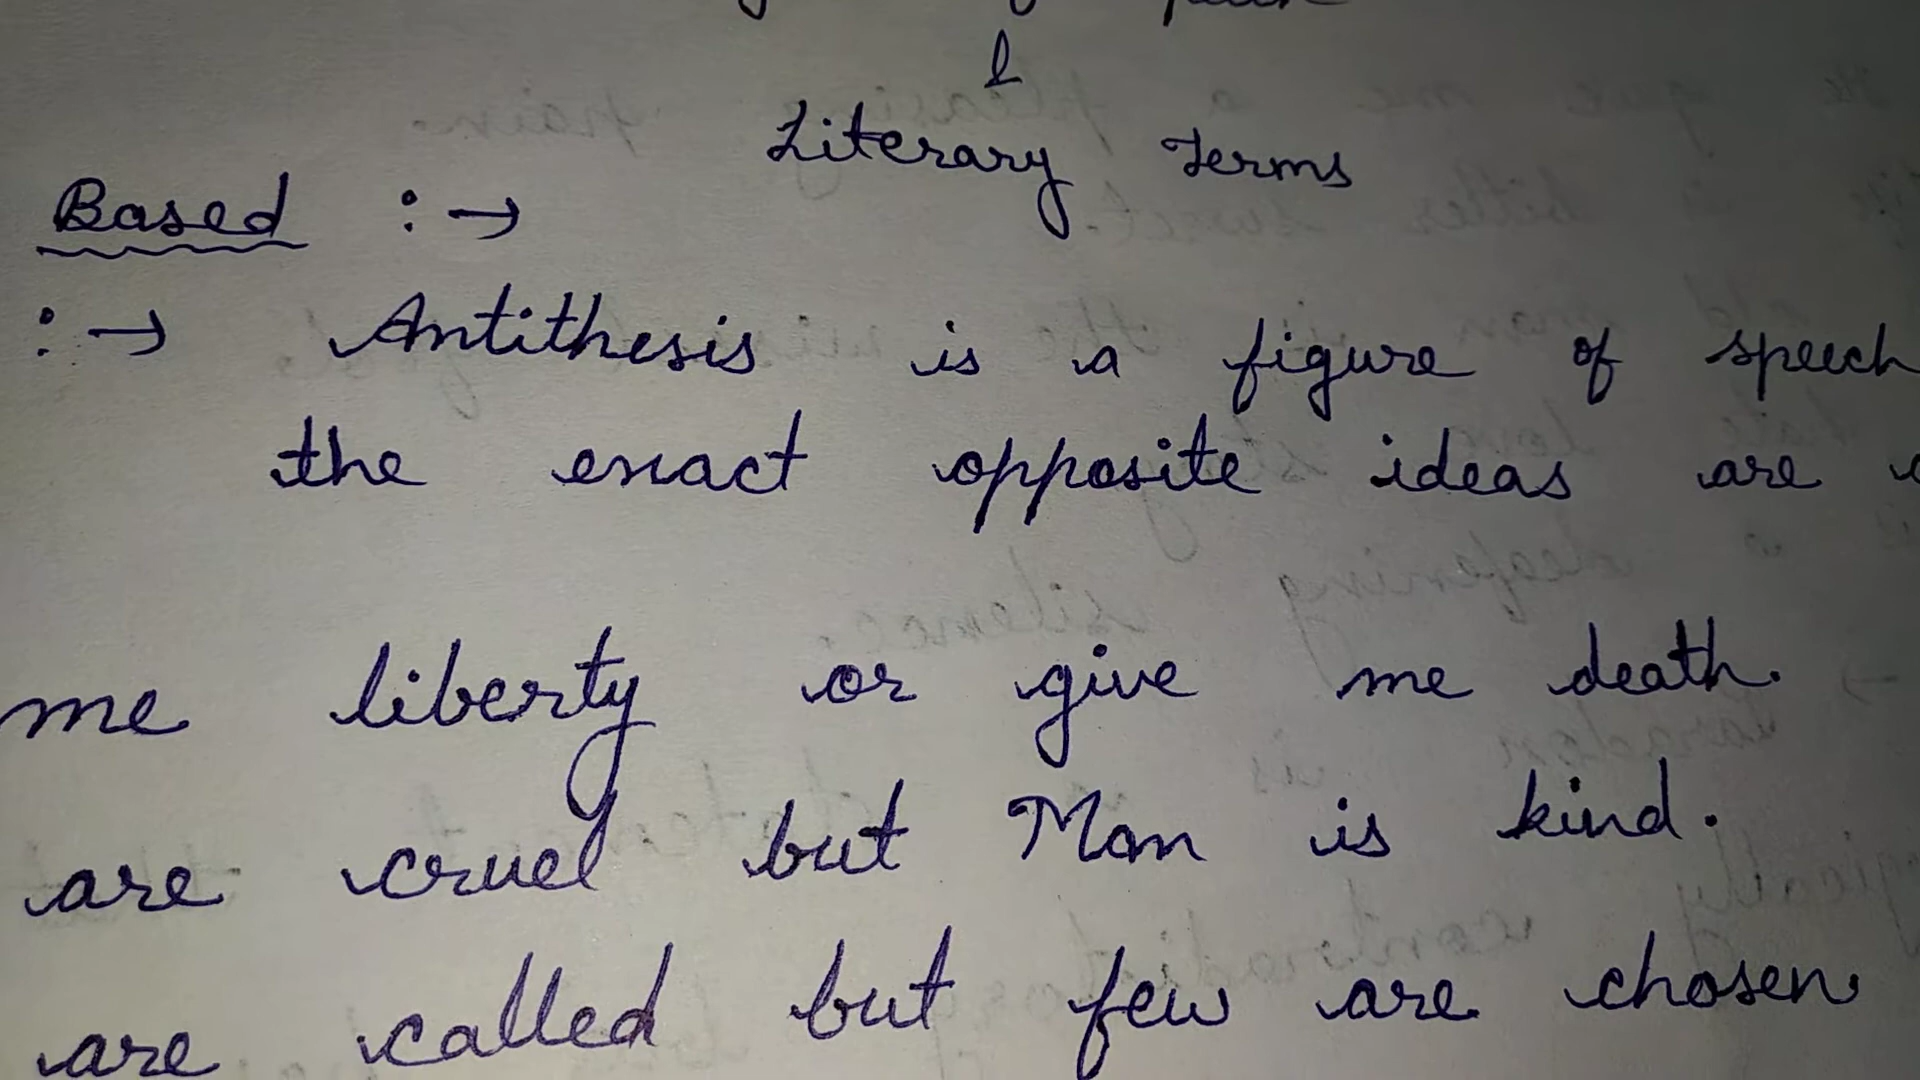 &
Literary Terms
Based :→
:→ Antithesis is a figure of speech
the exact opposite ideas are
me liberty or give me death.
are cruel but Man is kind.
are called but few are chosen